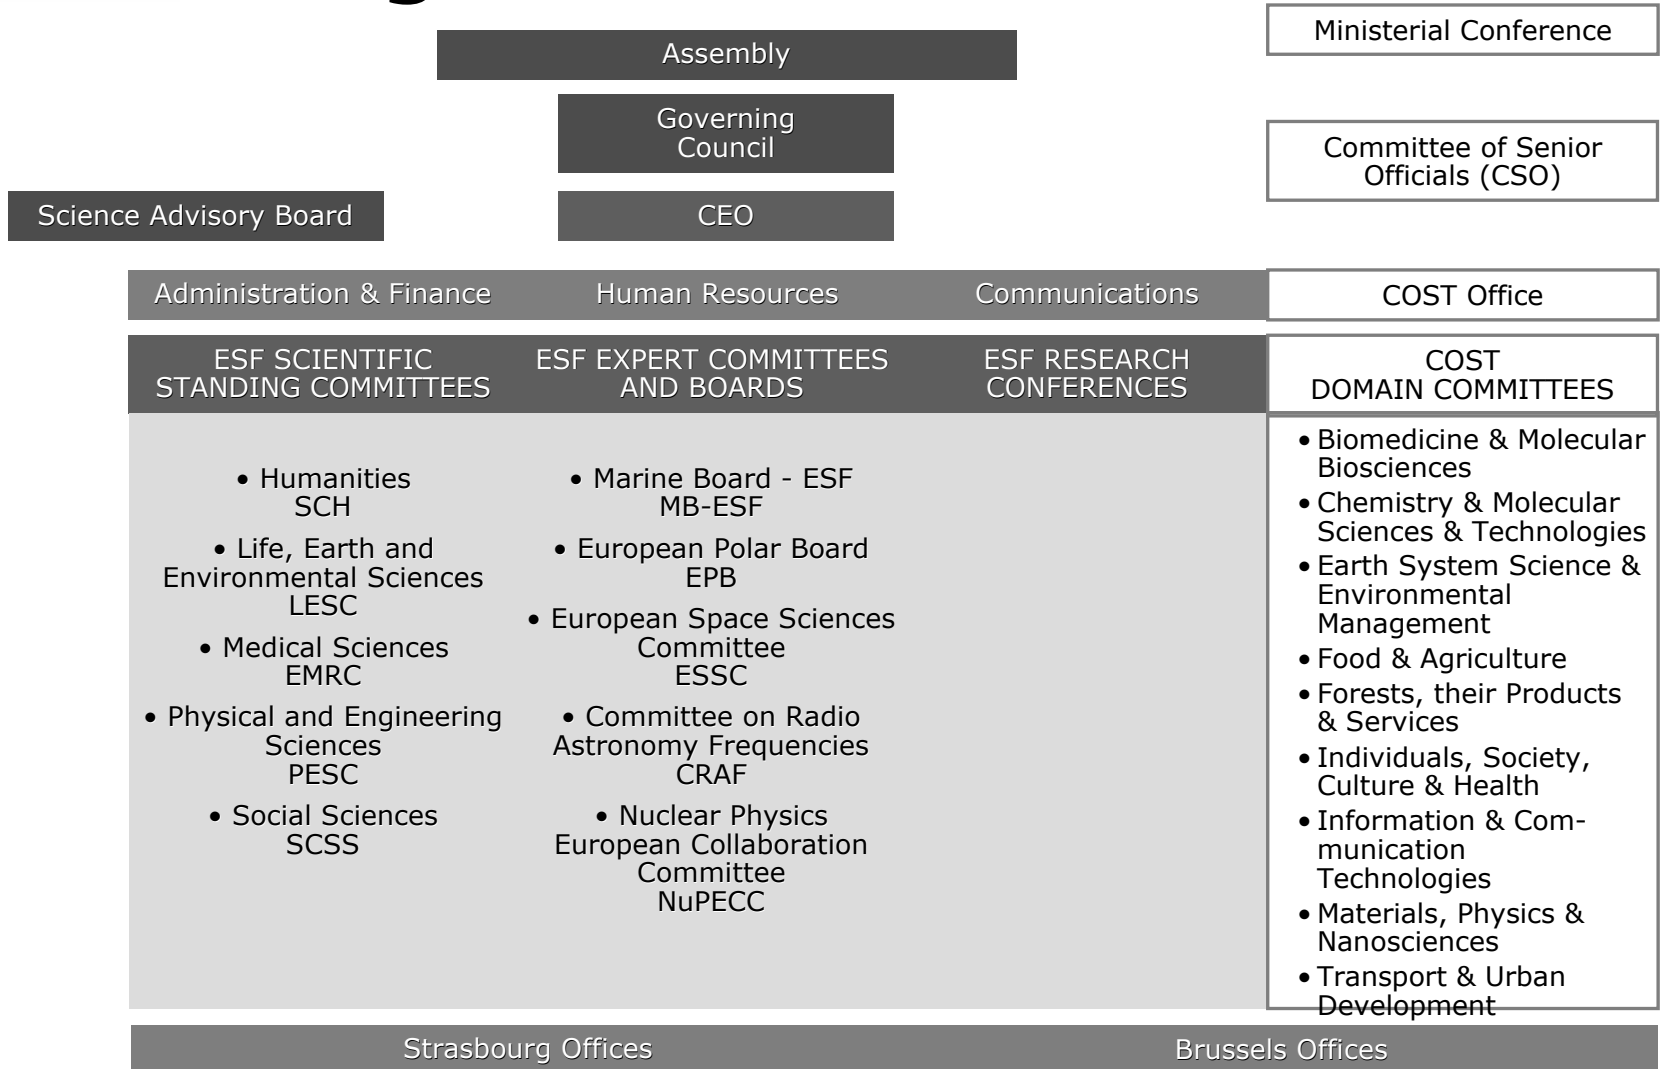 Assembly
Governing
Council
Science Advisory Board
CEO
Ministerial Conference
Committee of Senior
Officials (CSO)
Administration & Finance
Human Resources
Communications
COST Office
ESF SCIENTIFIC
STANDING COMMITTEES
• Humanities
SCH
• Life, Earth and
Environmental Sciences
LESC
• Medical Sciences
EMRC
• Physical and Engineering
Sciences
PESC
• Social Sciences
SCSS
ESF EXPERT COMMITTEES
AND BOARDS
• Marine Board - ESF
MB-ESF
• European Polar Board
EPB
• European Space Sciences
Committee
ESSC
• Committee on Radio
Astronomy Frequencies
CRAF
• Nuclear Physics
European Collaboration
Committee
NuPECC
ESF RESEARCH
CONFERENCES
COST
DOMAIN COMMITTEES
• Biomedicine & Molecular
Biosciences
• Chemistry & Molecular
Sciences & Technologies
• Earth System Science &
Environmental
Management
• Food & Agriculture
• Forests, their Products
& Services
• Individuals, Society,
Culture & Health
• Information & Com-
munication
Technologies
• Materials, Physics &
Nanosciences
• Transport & Urban
Development
Strasbourg Offices
Brussels Offices